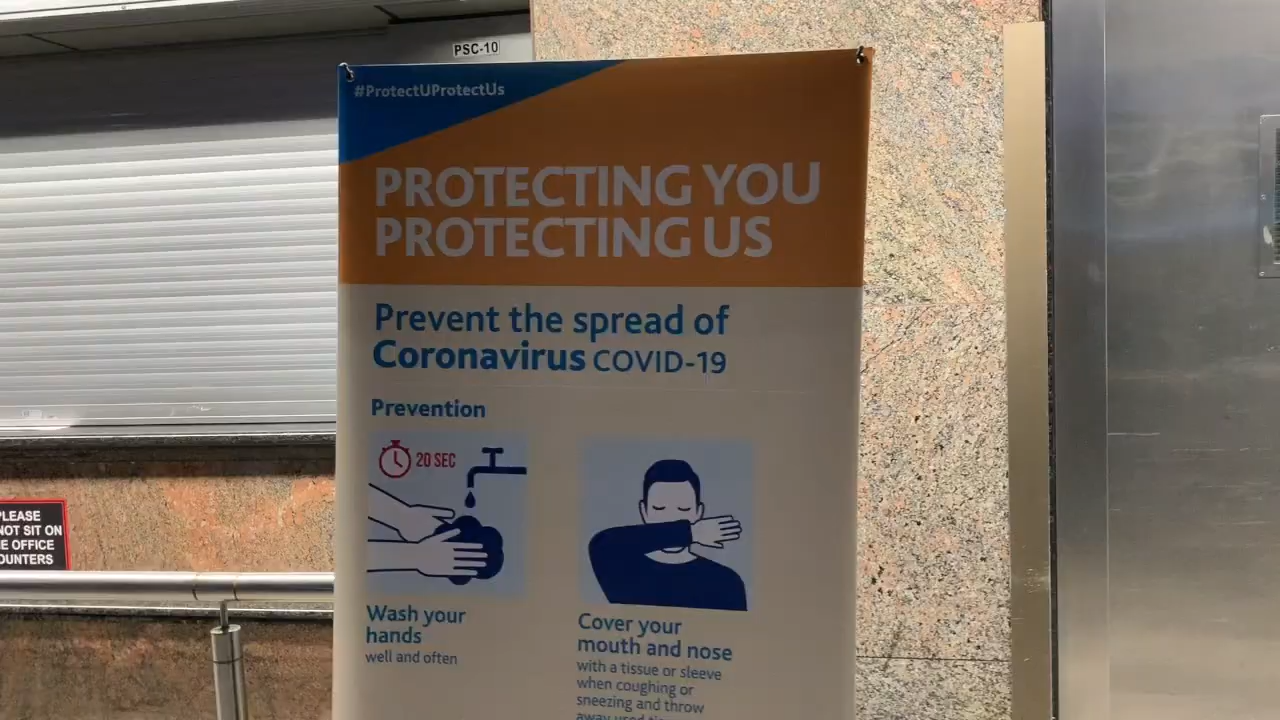 PSC-10
#ProtectUProtectUs
PROTECTING YOU
PROTECTING US
Prevent the spread of
Coronavirus COVID-19
Prevention
20 SEC
Wash your
hands
well and often
Cover your
mouth and nose
with a tissue or sleeve
when coughing or
sneezing and throw
away used
PLEASE
NOT SIT ON
OFFICE